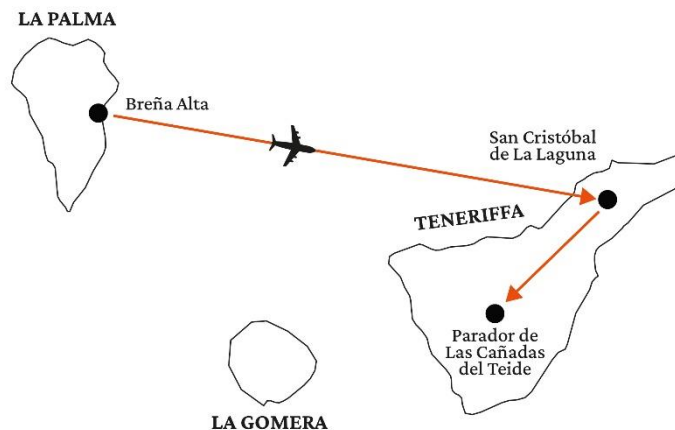 LA PALMA
Breña Alta
San Cristóbal
de La Laguna
TENERIFFA
Parador de
Las Cañadas
del Teide
LA GOMERA